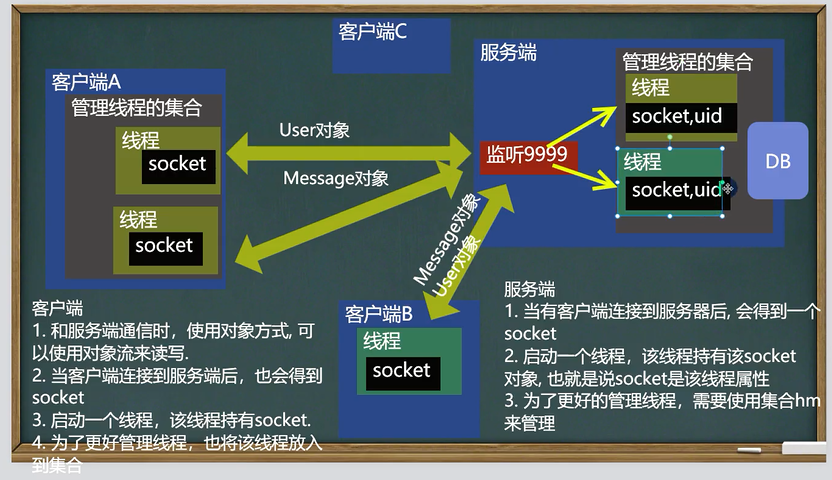 客户端C
服务端
管理线程的集合
线程
socket,uid
监听9999
线程
socket,uid
DB
客户端A
管理线程的集合
线程
socket
线程
socket
User对象
Message对象
Message对象
User对象
客户端B
线程
socket
客户端
1. 和服务端通信时，使用对象方式, 可
以使用对象流来读写.
2. 当客户端连接到服务端后，也会得到
socket
3. 启动一个线程，该线程持有socket.
4. 为了更好管理线程，也将该线程放入
到集合
服务端
1. 当有客户端连接到服务器后, 会得到一个
socket
2. 启动一个线程，该线程持有该socket
对象, 也就是说socket是该线程属性
3. 为了更好的管理线程，需要使用集合hm
来管理